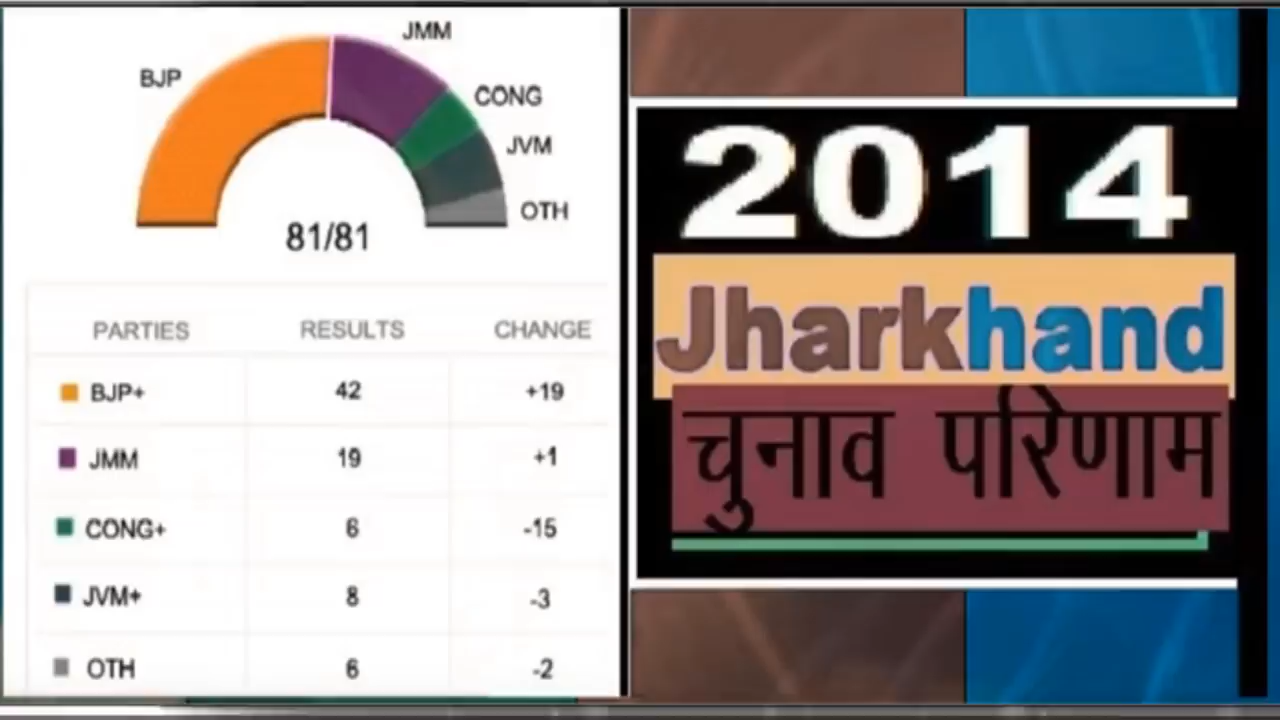 JMM
BJP
CONG
JVM
OTH
81/81
PARTIES RESULTS CHANGE
BJP+ 42 +19
JMM 19 +1
CONG+ 6 -15
JVM+ 8 -3
OTH 6 -2
2014
Jharkhand
चुनाव परिणाम